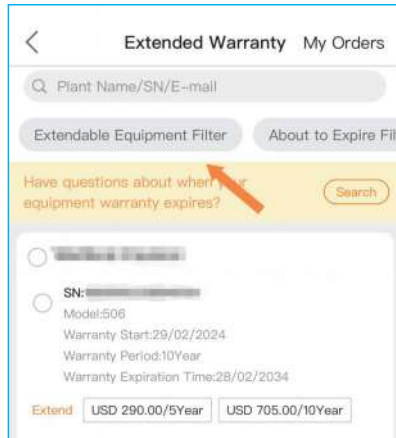 Extended Warranty My Orders
Plant Name/SN/E-mail
Extendable Equipment Filter About to Expire Fil
Have questions about when your
equipment warranty expires?
Search
SN:
Model:506
Warranty Start:29/02/2024
Warranty Period:10Year
Warranty Expiration Time:28/02/2034
Extend USD 290.00/5Year USD 705.00/10Year